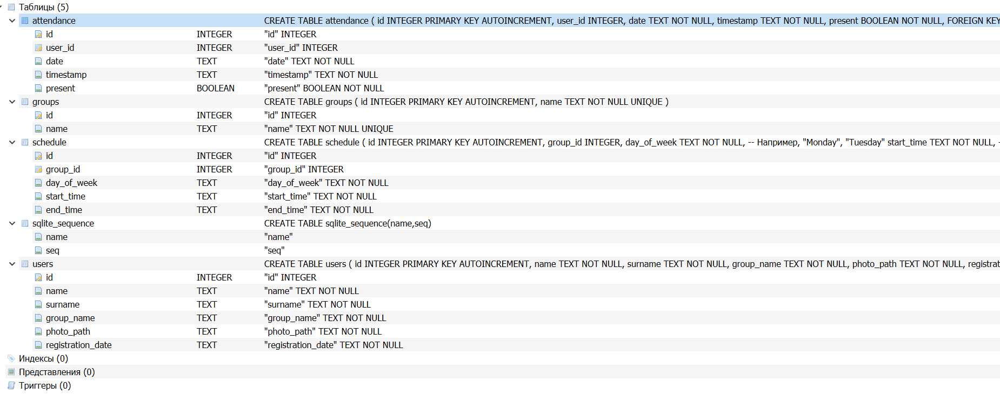 Таблицы (5)
attendance CREATE TABLE attendance ( id INTEGER PRIMARY KEY AUTOINCREMENT, user_id INTEGER, date TEXT NOT NULL, timestamp TEXT NOT NULL, present BOOLEAN NOT NULL, FOREIGN KEY
id INTEGER "id" INTEGER
user_id INTEGER "user_id" INTEGER
date TEXT "date" TEXT NOT NULL
timestamp TEXT "timestamp" TEXT NOT NULL
present BOOLEAN "present" BOOLEAN NOT NULL
groups CREATE TABLE groups ( id INTEGER PRIMARY KEY AUTOINCREMENT, name TEXT NOT NULL UNIQUE )
id INTEGER "id" INTEGER
name TEXT "name" TEXT NOT NULL UNIQUE
schedule CREATE TABLE schedule ( id INTEGER PRIMARY KEY AUTOINCREMENT, group_id INTEGER, day_of_week TEXT NOT NULL, -- Например, "Monday", "Tuesday" start_time TEXT NOT NULL, -
id INTEGER "id" INTEGER
group_id INTEGER "group_id" INTEGER
day_of_week TEXT "day_of_week" TEXT NOT NULL
start_time TEXT "start_time" TEXT NOT NULL
end_time TEXT "end_time" TEXT NOT NULL
sqlite_sequence CREATE TABLE sqlite_sequence(name,seq)
name "name"
seq "seq"
users CREATE TABLE users ( id INTEGER PRIMARY KEY AUTOINCREMENT, name TEXT NOT NULL, surname TEXT NOT NULL, group_name TEXT NOT NULL, photo_path TEXT NOT NULL, registrat
id INTEGER "id" INTEGER
name TEXT "name" TEXT NOT NULL
surname TEXT "surname" TEXT NOT NULL
group_name TEXT "group_name" TEXT NOT NULL
photo_path TEXT "photo_path" TEXT NOT NULL
registration_date TEXT "registration_date" TEXT NOT NULL
Индексы (0)
Представления (0)
Триггеры (0)